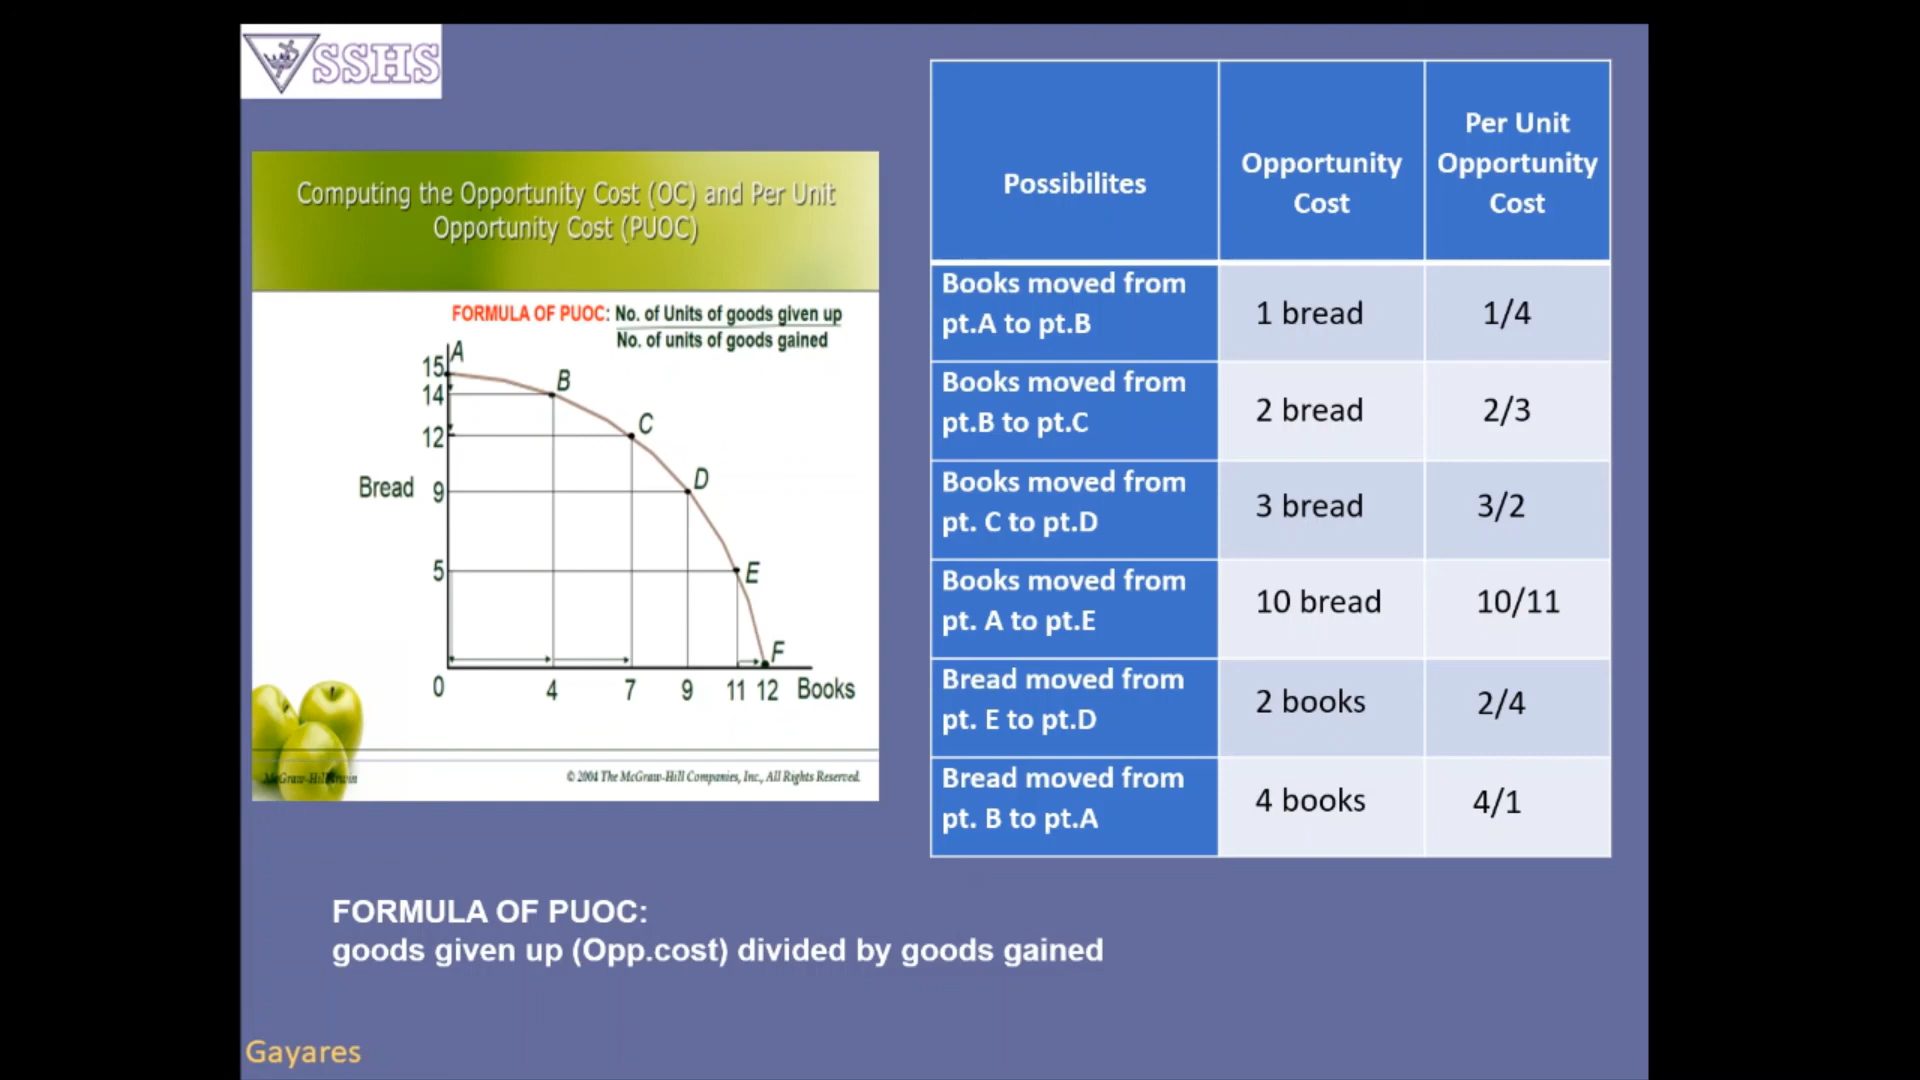 SSHS
Computing the Opportunity Cost (OC) and Per Unit
Opportunity Cost (PUOC)
FORMULA OF PUOC: No. of Units of goods given up
No. of units of goods gained
A
15
B
14
C
12
D
Bread 9
5
E
F
0 4 7 9 11 12 Books
McGraw-Hill/Irwin
© 2004 The McGraw-Hill Companies, Inc., All Rights Reserved.
Possibilites
Opportunity
Cost
Per Unit
Opportunity
Cost
Books moved from
pt.A to pt.B
1 bread
1/4
Books moved from
pt.B to pt.C
2 bread
2/3
Books moved from
pt. C to pt.D
3 bread
3/2
Books moved from
pt. A to pt.E
10 bread
10/11
Bread moved from
pt. E to pt.D
2 books
2/4
Bread moved from
pt. B to pt.A
4 books
4/1
FORMULA OF PUOC:
goods given up (Opp.cost) divided by goods gained
Gayares